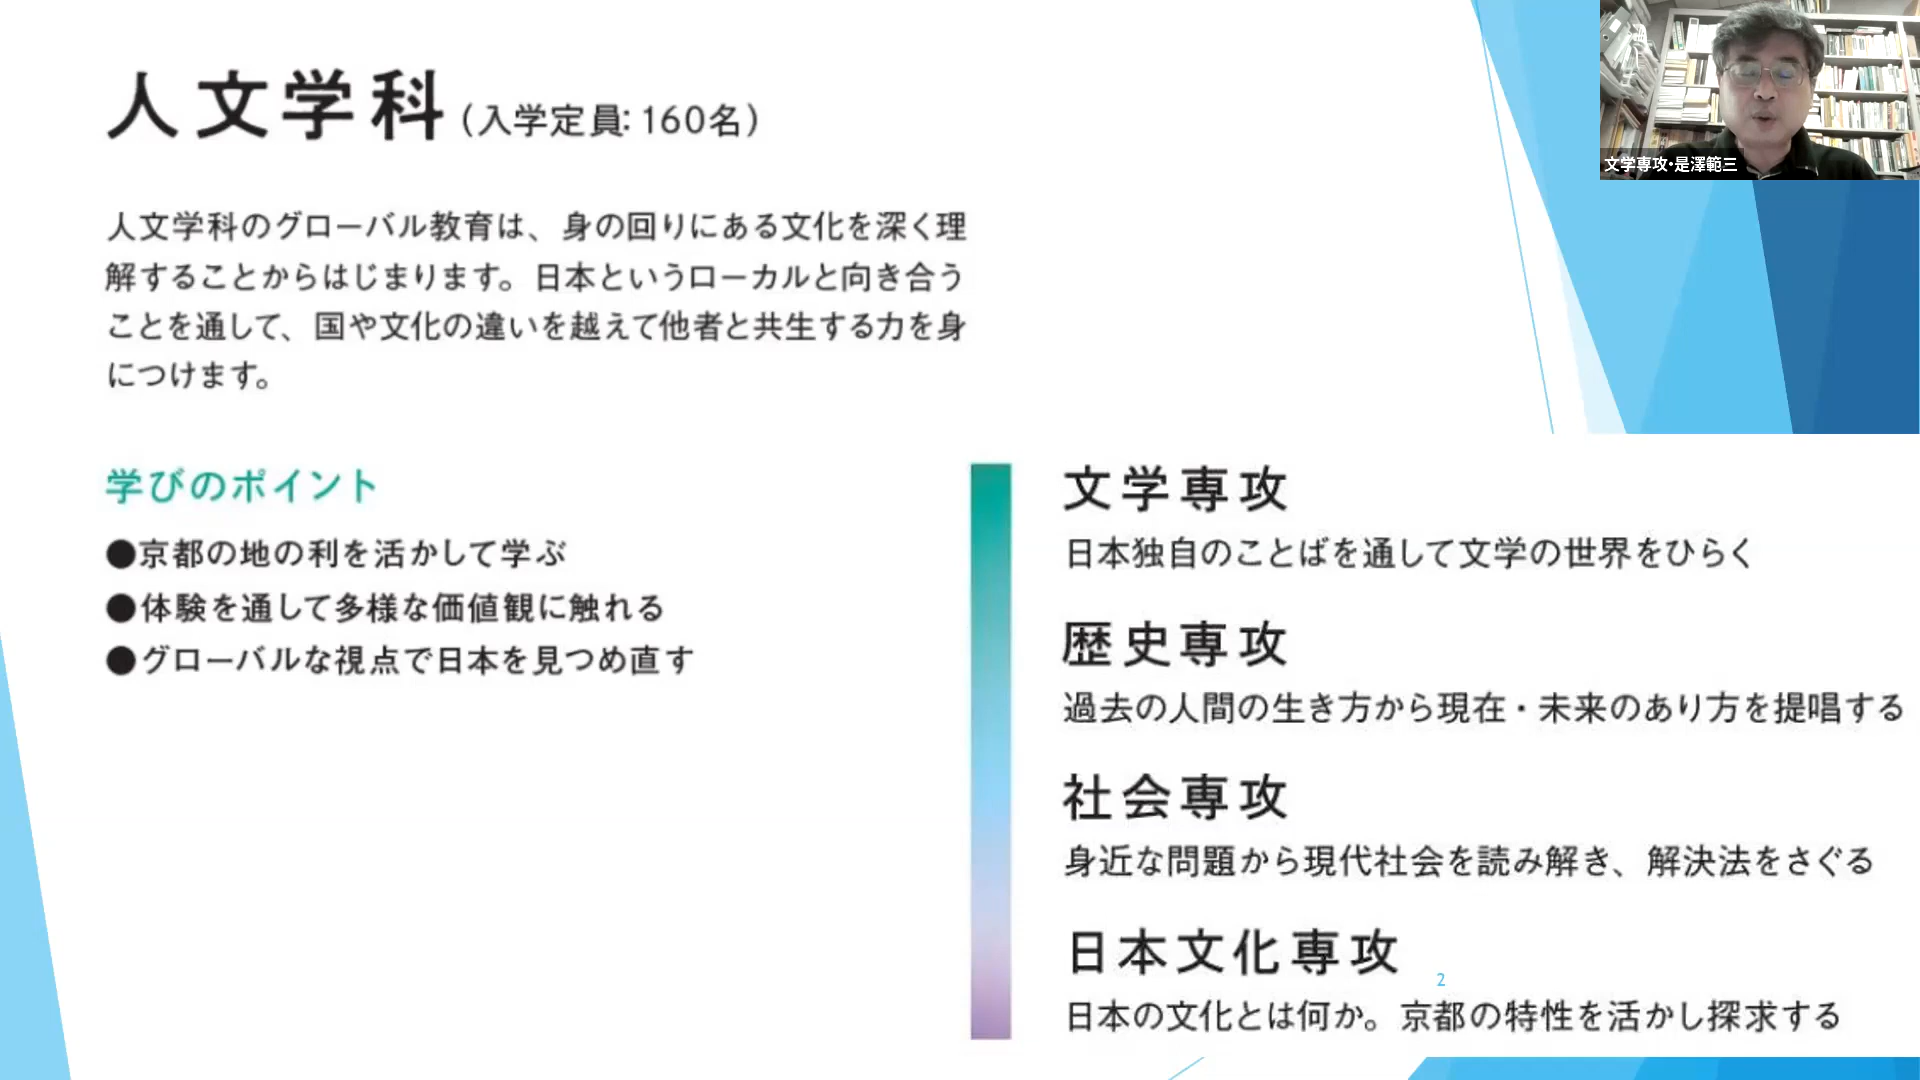 人文学科(入学定員:160名)
人文学科のグローバル教育は、身の回りにある文化を深く理
解することからはじまります。日本というローカルと向き合う
ことを通して、国や文化の違いを越えて他者と共生する力を身
につけます。
学びのポイント
●京都の地の利を活かして学ぶ
●体験を通して多様な価値観に触れる
●グローバルな視点で日本を見つめ直す
文学専攻
日本独自のことばを通して文学の世界をひらく
歴史専攻
過去の人間の生き方から現在・未来のあり方を提唱する
社会専攻
身近な問題から現代社会を読み解き、解決法をさぐる
日本文化専攻
日本の文化とは何か。京都の特性を活かし探求する
2
文学専攻・是澤範三